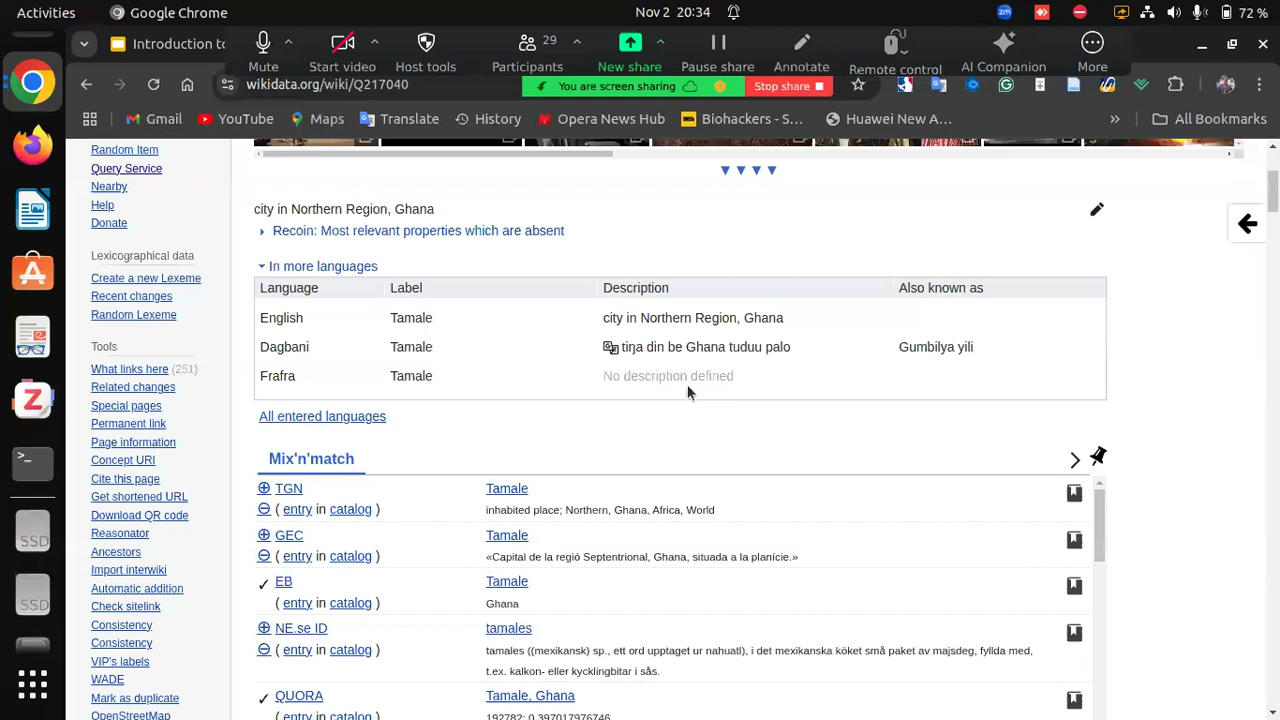 Activities
Google Chrome
Nov 2 20:34
72 %
Introduction to
Mute
Start video
Host tools
29
Participants
New share
Pause share
Annotate
Remote control
AI Companion
More
wikidata.org/wiki/Q217040
You are screen sharing
Stop share
Gmail
YouTube
Maps
Translate
History
Opera News Hub
Biohackers - S...
Huawei New A...
»
All Bookmarks
Random Item
Query Service
Nearby
Help
Donate
Lexicographical data
Create a new Lexeme
Recent changes
Random Lexeme
Tools
What links here (251)
Related changes
Special pages
Permanent link
Page information
Concept URI
Cite this page
Get shortened URL
Download QR code
Reasonator
Ancestors
Import interwiki
Automatic addition
Check sitelink
Consistency
Consistency
VIP's labels
WADE
Mark as duplicate
OpenStreetMap
city in Northern Region, Ghana
Recoin: Most relevant properties which are absent
In more languages
Language Label Description Also known as
English Tamale city in Northern Region, Ghana
Dagbani Tamale tiŋa din be Ghana tuduu palo Gumbilya yili
Frafra Tamale No description defined
All entered languages
Mix'n'match
TGN Tamale
( entry in catalog ) inhabited place; Northern, Ghana, Africa, World
GEC Tamale
( entry in catalog ) «Capital de la regió Septentrional, Ghana, situada a la planície.»
EB Tamale
( entry in catalog ) Ghana
NE.se ID tamales
( entry in catalog ) tamales ((mexikansk) sp., ett ord upptaget ur nahuatl), i det mexikanska köket små paket av majsdeg, fyllda med,
t.ex. kalkon- eller kycklingbitar i sås.
QUORA Tamale, Ghana
( entry in catalog ) 192782; 0.397017976746